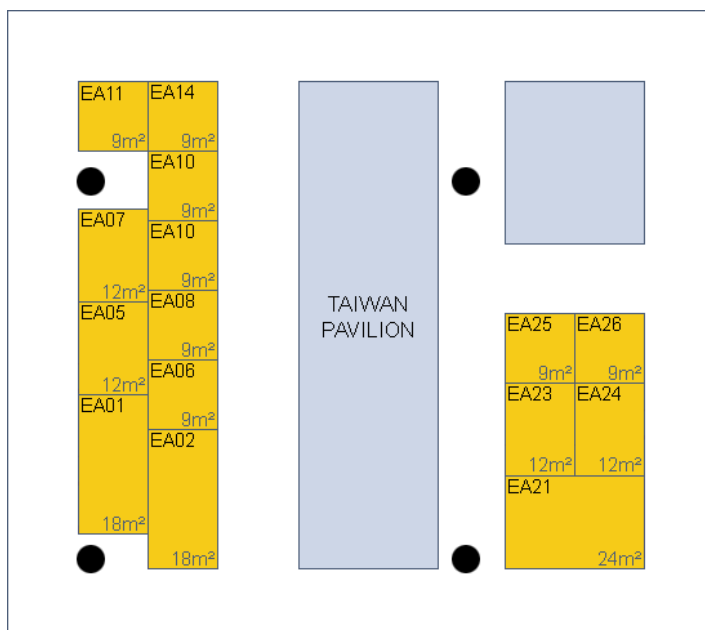 EA11
9m²
EA14
9m²
EA10
9m²
EA07
12m²
EA10
9m²
EA08
9m²
EA05
12m²
EA06
9m²
EA01
18m²
EA02
18m²
TAIWAN
PAVILION
EA25
9m²
EA26
9m²
EA23
12m²
EA24
12m²
EA21
24m²